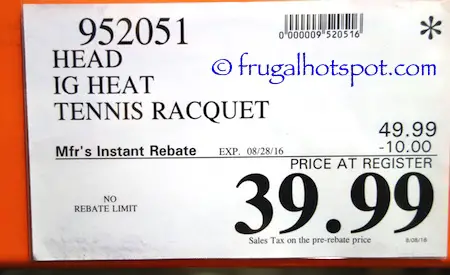 952051
0000009 520516
*
HEAD
IG HEAT
TENNIS RACQUET
© frugalhotspot.com
49.99
Mfr's Instant Rebate EXP. 08/28/16 -10.00
PRICE AT REGISTER
NO
REBATE LIMIT
39.99
Sales Tax on the pre-rebate price
8/08/16